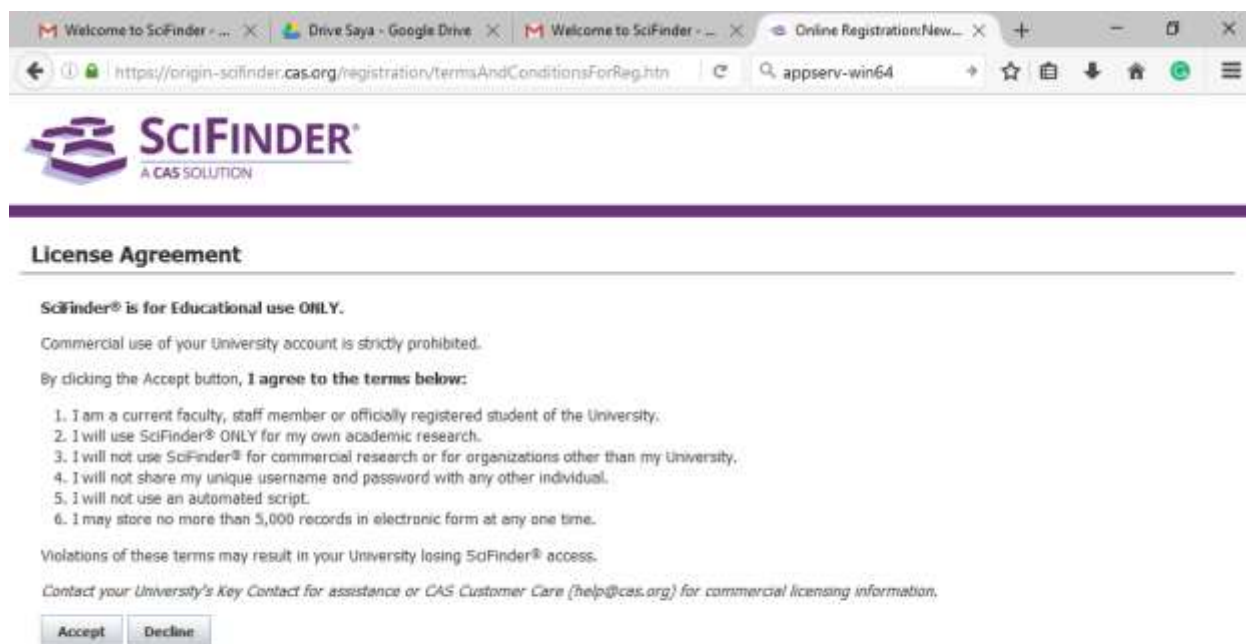 Welcome to SciFinder - ...
Drive Saya - Google Drive
Welcome to SciFinder - ...
Online Registration:New...
https://origin-scifinder.cas.org/registration/termsAndConditionsForReg.htn
appserv-win64
SCIFINDER®
A CAS SOLUTION
License Agreement
SciFinder® is for Educational use ONLY.
Commercial use of your University account is strictly prohibited.
By clicking the Accept button, I agree to the terms below:
1. I am a current faculty, staff member or officially registered student of the University.
2. I will use SciFinder® ONLY for my own academic research.
3. I will not use SciFinder® for commercial research or for organizations other than my University.
4. I will not share my unique username and password with any other individual.
5. I will not use an automated script.
6. I may store no more than 5,000 records in electronic form at any one time.
Violations of these terms may result in your University losing SciFinder® access.
Contact your University's Key Contact for assistance or CAS Customer Care (help@cas.org) for commercial licensing information.
Accept
Decline